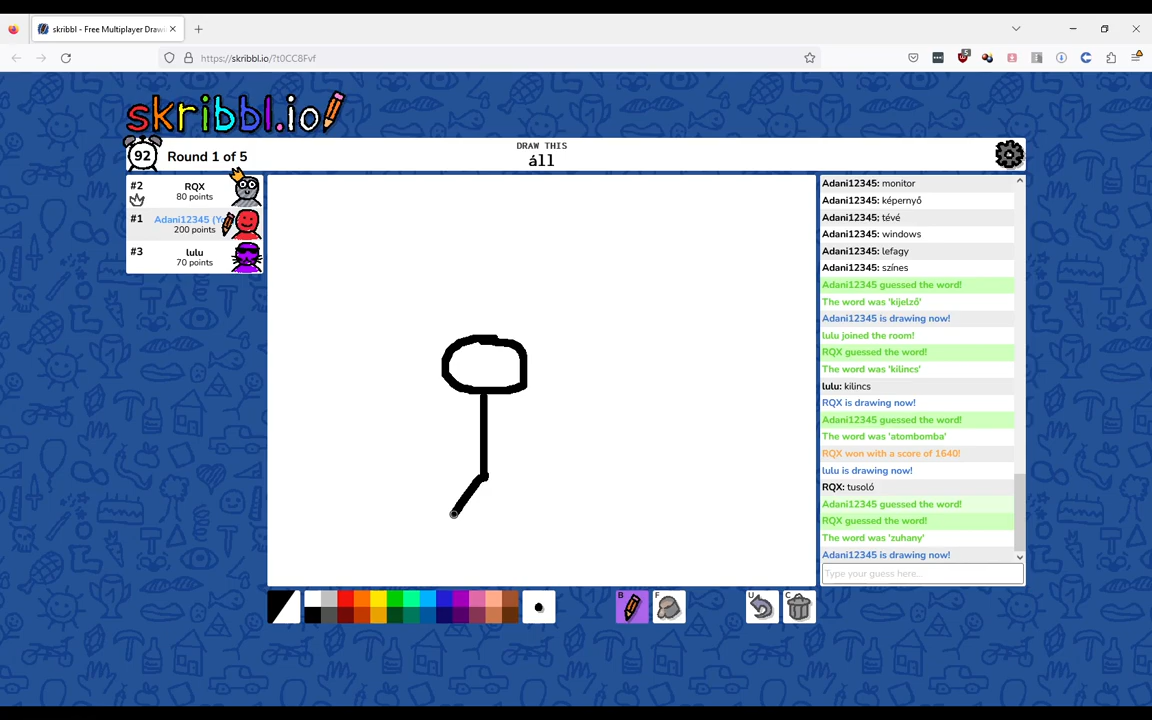 skribbl - Free Multiplayer Drawi
https://skribbl.io/?t0CC8Fvf
5
skribbl.io
92
Round 1 of 5
DRAW THIS
áll
#2
RQX
80 points
#1
Adani12345 (Yo
200 points
#3
lulu
70 points
Adani12345: monitor
Adani12345: képernyő
Adani12345: tévé
Adani12345: windows
Adani12345: lefagy
Adani12345: színes
Adani12345 guessed the word!
The word was 'kijelző'
Adani12345 is drawing now!
lulu joined the room!
RQX guessed the word!
The word was 'kilincs'
lulu: kilincs
RQX is drawing now!
Adani12345 guessed the word!
The word was 'atombomba'
RQX won with a score of 1640!
lulu is drawing now!
RQX: tusoló
Adani12345 guessed the word!
RQX guessed the word!
The word was 'zuhany'
Adani12345 is drawing now!
Type your guess here...
B
F
U
C